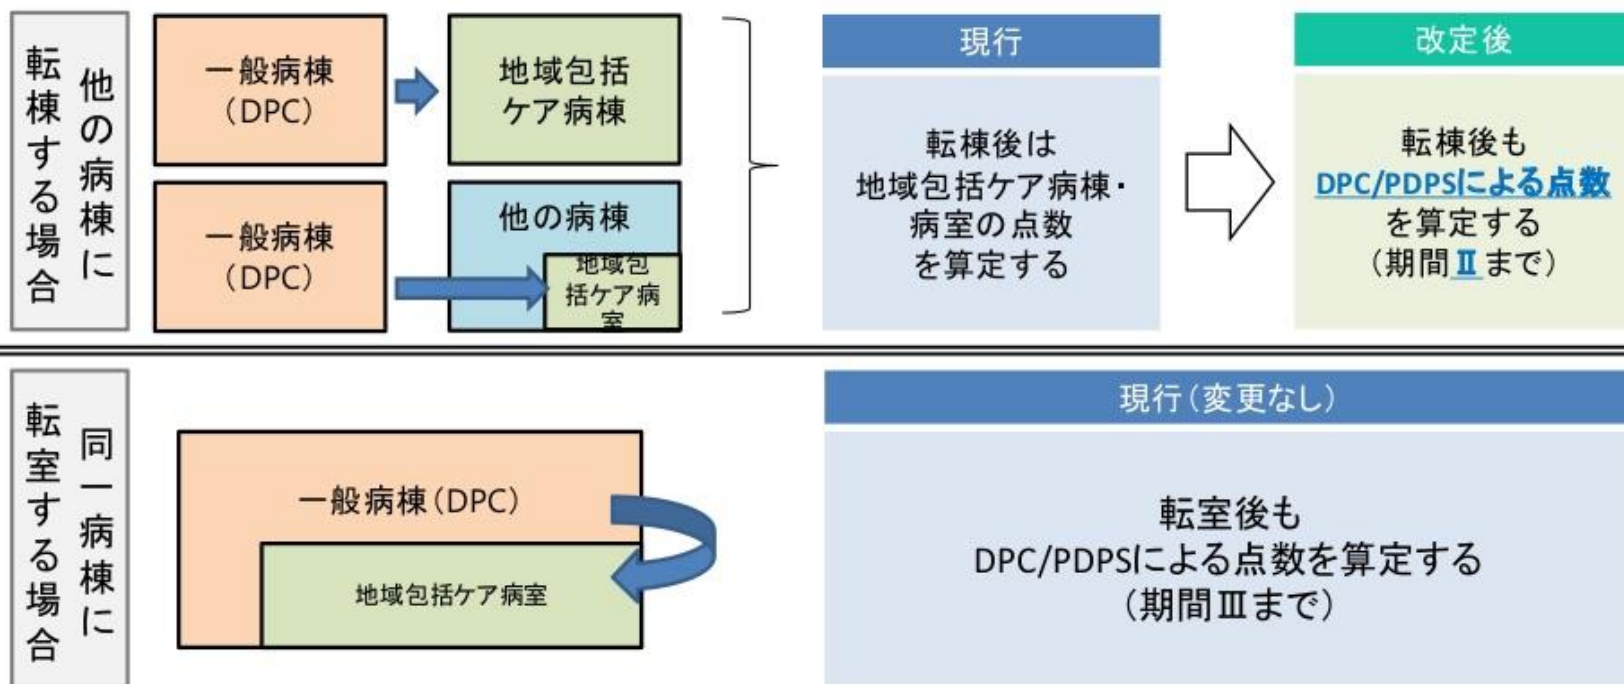 他の病棟に
転棟する場合
一般病棟
（DPC）
地域包括
ケア病棟
一般病棟
（DPC）
他の病棟
地域包
括ケア病
室
現行
転棟後は
地域包括ケア病棟・
病室の点数
を算定する
改定後
転棟後も
DPC/PDPSによる点数
を算定する
（期間Ⅱまで）
同一病棟に
転室する場合
一般病棟（DPC）
地域包括ケア病室
現行（変更なし）
転室後も
DPC/PDPSによる点数を算定する
（期間Ⅲまで）